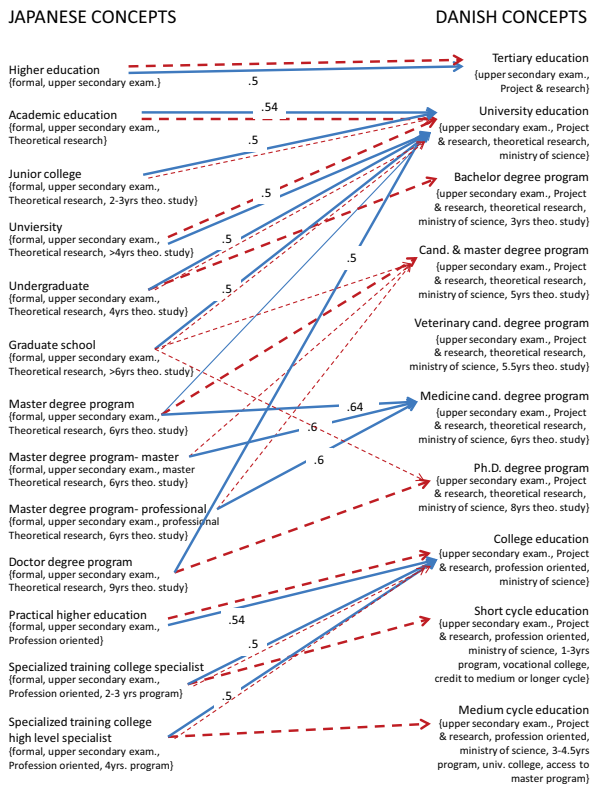 JAPANESE CONCEPTS
DANISH CONCEPTS
Higher education
{formal, upper secondary exam.}
Academic education
{formal, upper secondary exam.,
Theoretical research}
Junior college
{formal, upper secondary exam.,
Theoretical research, 2-3yrs theo. study}
Unviersity
{formal, upper secondary exam.,
Theoretical research, >4yrs theo. study}
Undergraduate
{formal, upper secondary exam.,
Theoretical research, 4yrs theo. study}
Graduate school
{formal, upper secondary exam.,
Theoretical research, >6yrs theo. study}
Master degree program
{formal, upper secondary exam.,
Theoretical research, 6yrs theo. study}
Master degree program- master
{formal, upper secondary exam., master
Theoretical research, 6yrs theo. study}
Master degree program- professional
{formal, upper secondary exam., professional
Theoretical research, 6yrs theo. study}
Doctor degree program
{formal, upper secondary exam.,
Theoretical research, 9yrs theo. study}
Practical higher education
{formal, upper secondary exam.,
Profession oriented}
Specialized training college specialist
{formal, upper secondary exam.,
Profession oriented, 2-3 yrs program}
Specialized training college
high level specialist
{formal, upper secondary exam.,
Profession oriented, 4yrs. program}
.5
.54
.5
.5
.5
.5
.5
.64
.6
.6
.54
.5
.5
Tertiary education
{upper secondary exam.,
Project & research}
University education
{upper secondary exam., Project
& research, theoretical research,
ministry of science}
Bachelor degree program
{upper secondary exam., Project
& research, theoretical research,
ministry of science, 3yrs theo. study}
Cand. & master degree program
{upper secondary exam., Project
& research, theoretical research,
ministry of science, 5yrs theo. study}
Veterinary cand. degree program
{upper secondary exam., Project
& research, theoretical research,
ministry of science, 5.5yrs theo. study}
Medicine cand. degree program
{upper secondary exam., Project
& research, theoretical research,
ministry of science, 6yrs theo. study}
Ph.D. degree program
{upper secondary exam., Project
& research, theoretical research,
ministry of science, 8yrs theo. study}
College education
{upper secondary exam., Project
& research, profession oriented,
ministry of science}
Short cycle education
{upper secondary exam., Project
& research, profession oriented,
ministry of science, 1-3yrs
program, vocational college,
credit to medium or longer cycle}
Medium cycle education
{upper secondary exam., Project
& research, profession oriented,
ministry of science, 3-4.5yrs
program, univ. college, access to
master program}